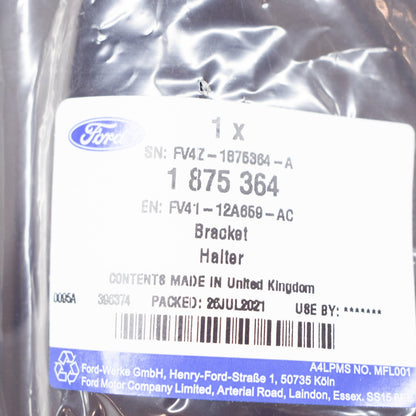 Ford
1 x
SN: FV4Z-1875364-A
1 875 364
EN: FV41-12A659-AC
Bracket
Halter
CONTENTS MADE IN United Kingdom
0005A 396374 PACKED: 26JUL2021 USE BY: *******
A4LPMS NO. MFL001
Ford-Werke GmbH, Henry-Ford-Straße 1, 50735 Köln
Ford Motor Company Limited, Arterial Road, Laindon, Essex. SS15